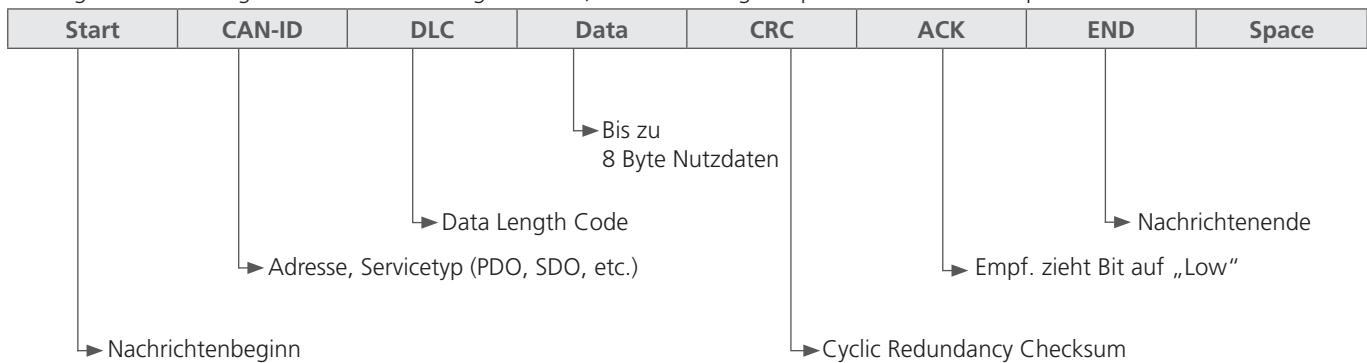 Start CAN-ID DLC Data CRC ACK END Space
Bis zu
8 Byte Nutzdaten
Data Length Code
Nachrichtenende
Adresse, Servicetyp (PDO, SDO, etc.)
Empf. zieht Bit auf „Low“
Nachrichtenbeginn
Cyclic Redundancy Checksum